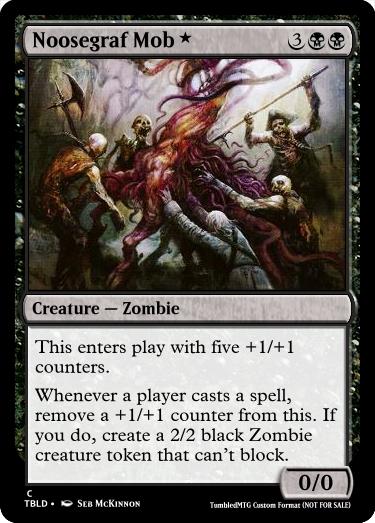 Noosegraf Mob ★ 3
Creature — Zombie
This enters play with five +1/+1
counters.
Whenever a player casts a spell,
remove a +1/+1 counter from this. If
you do, create a 2/2 black Zombie
creature token that can't block.
0/0
C
TBLD • Seb McKinnon
TumbledMTG Custom Format (NOT FOR SALE)